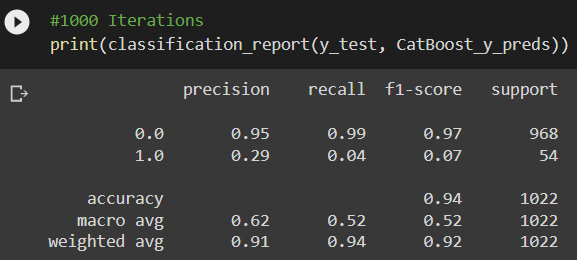 #1000 Iterations
print(classification_report(y_test, CatBoost_y_preds))
precision recall f1-score support
0.0 0.95 0.99 0.97 968
1.0 0.29 0.04 0.07 54
accuracy 0.94 1022
macro avg 0.62 0.52 0.52 1022
weighted avg 0.91 0.94 0.92 1022